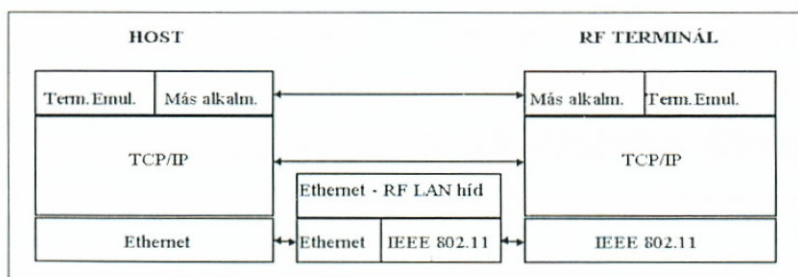 HOST RF TERMINÁL
Term.Emul. Más alkalm. Más alkalm. Term.Emul.
TCP/IP TCP/IP
Ethernet - RF LAN híd
Ethernet Ethernet IEEE 802.11 IEEE 802.11